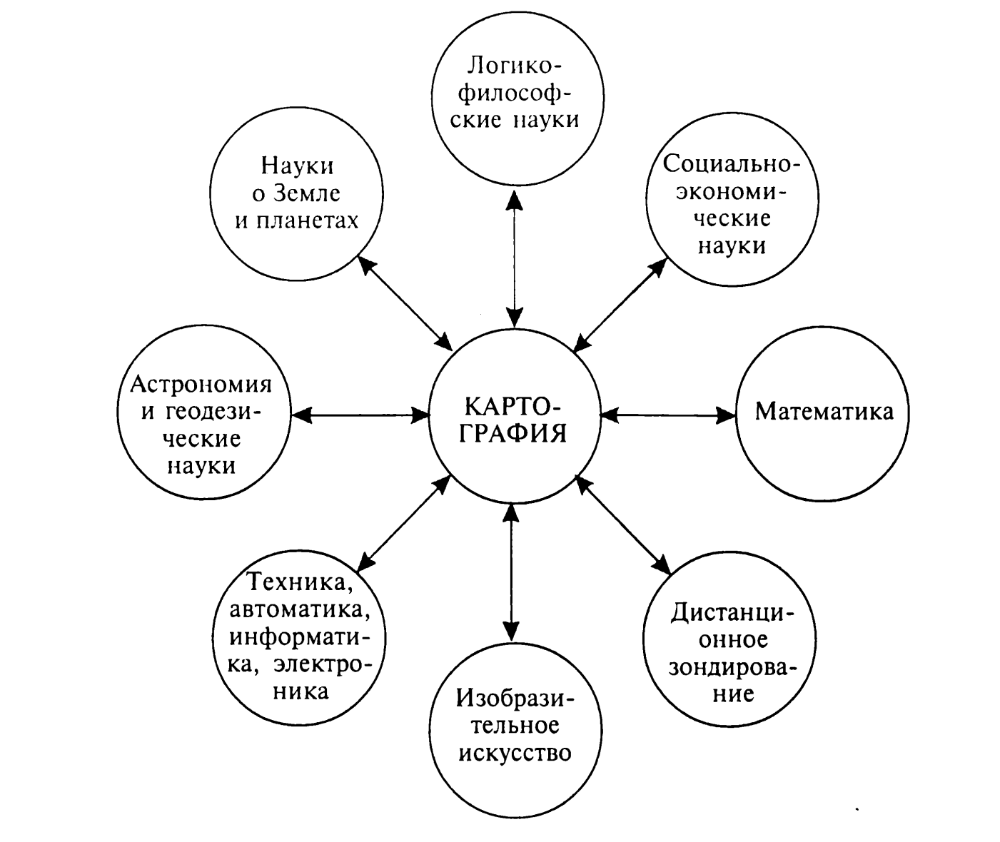 Логико-
философ-
ские науки
Науки
о Земле
и планетах
Социально-
экономи-
ческие
науки
Астрономия
и геодези-
ческие
науки
КАРТО-
ГРАФИЯ
Математика
Техника,
автоматика,
информати-
ка, электро-
ника
Дистанци-
онное
зондирова-
ние
Изобрази-
тельное
искусство